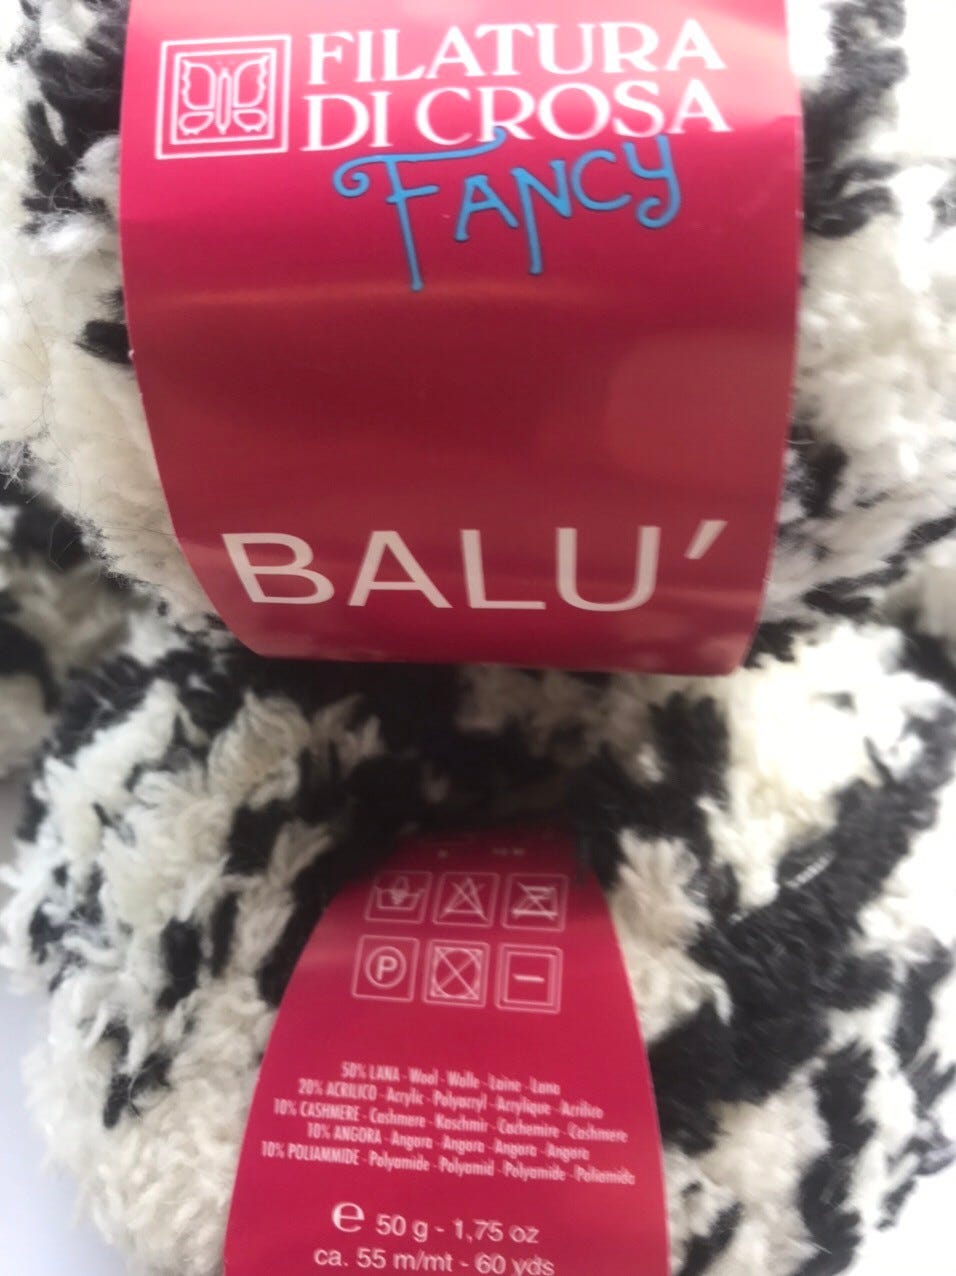 FILATURA
DI CROSA
FANCY
BALU'
P
50% LANA - Wool - Wolle - Laine - Lana
20% ACRILICO - Acrylic - Polyacryl - Acrylique - Acrilico
10% CASHMERE - Cashmere - Kaschmir - Cachemire - Cashmere
10% ANGORA - Angora - Angora - Angora - Angora
10% POLIAMMIDE - Polyamide - Polyamid - Polyamide - Poliamida
e 50 g - 1,75 oz
ca. 55 m/mt - 60 yds